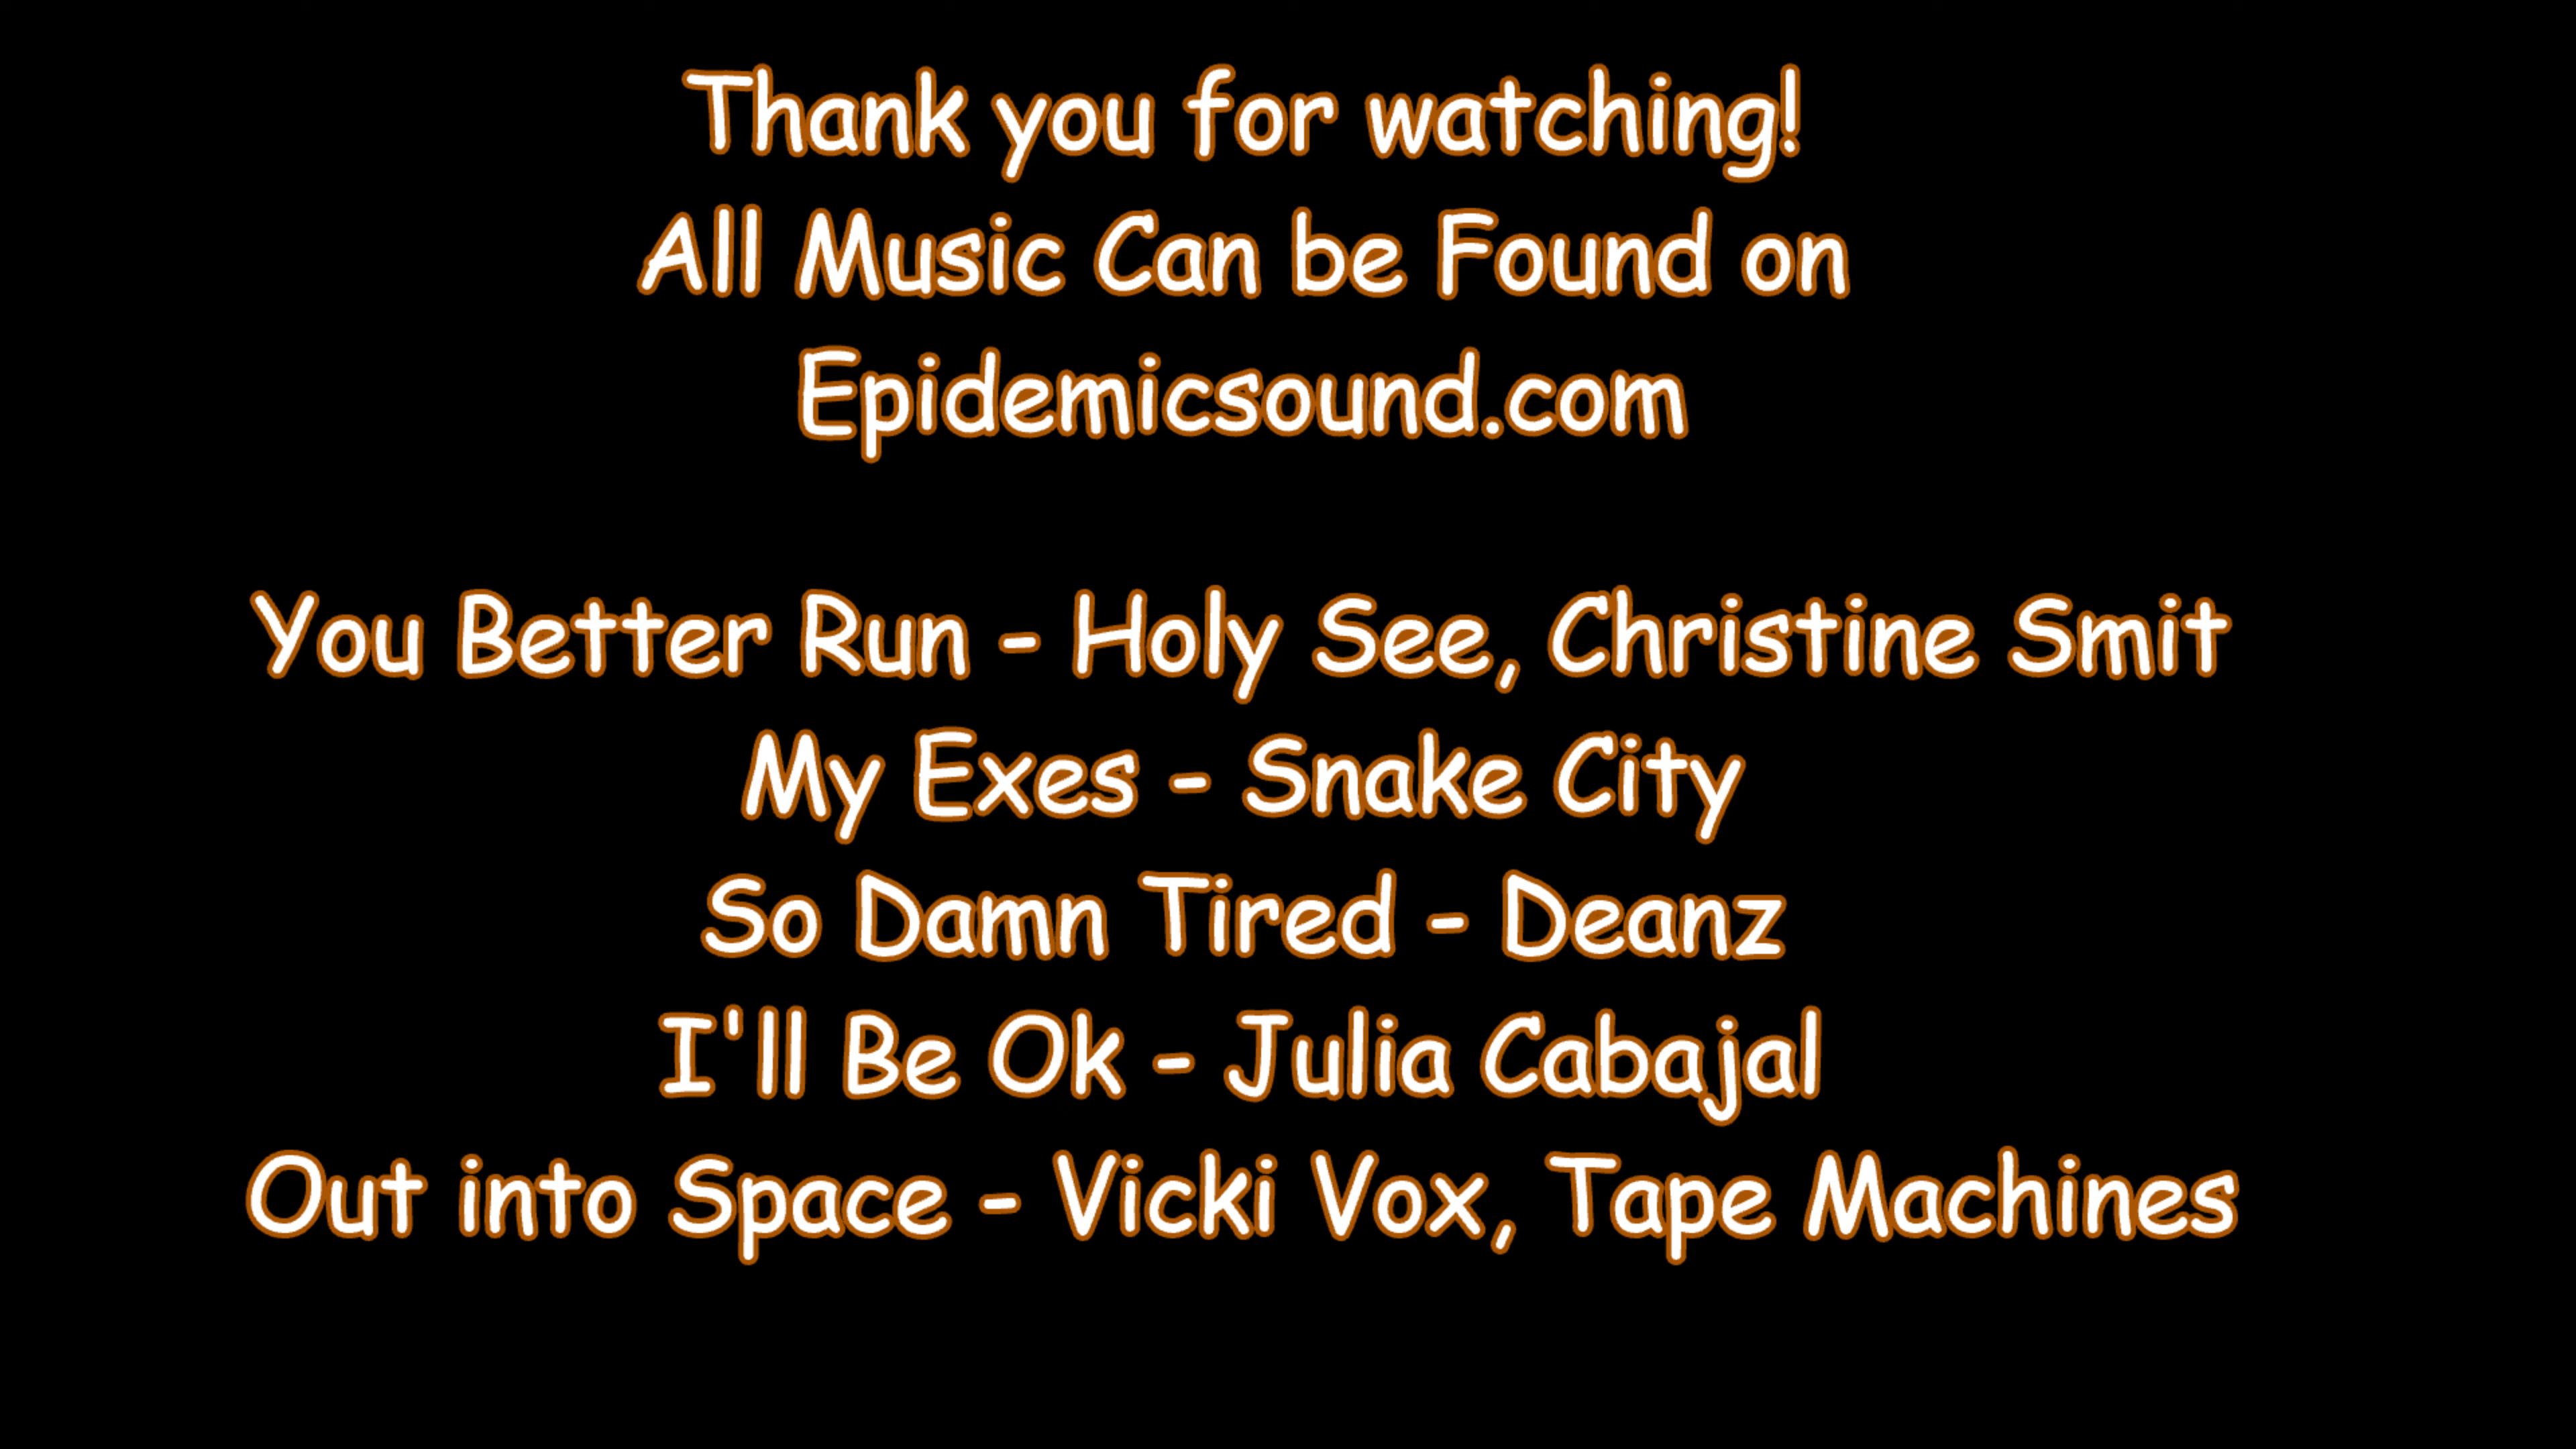 Thank you for watching!
All Music Can be Found on
Epidemicsound.com
You Better Run - Holy See, Christine Smit
My Exes - Snake City
So Damn Tired - Deanz
I'll Be Ok - Julia Cabajal
Out into Space - Vicki Vox, Tape Machines